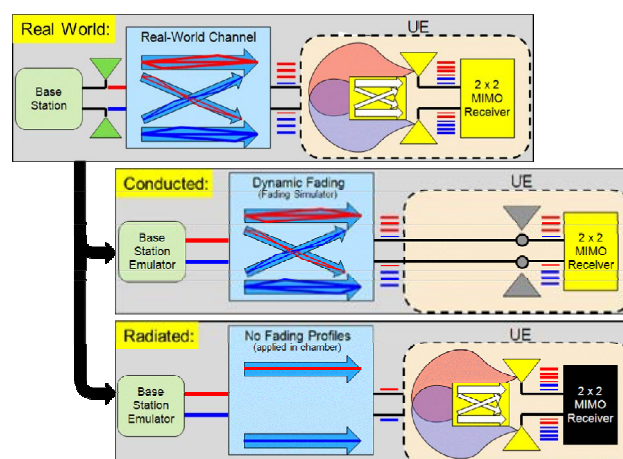 Real World:
Real-World Channel
UE
Base
Station
2 x 2
MIMO
Receiver
Conducted:
Dynamic Fading
(Fading Simulator)
UE
Base
Station
Emulator
2 x 2
MIMO
Receiver
Radiated:
No Fading Profiles
(applied in chamber)
UE
Base
Station
Emulator
2 x 2
MIMO
Receiver